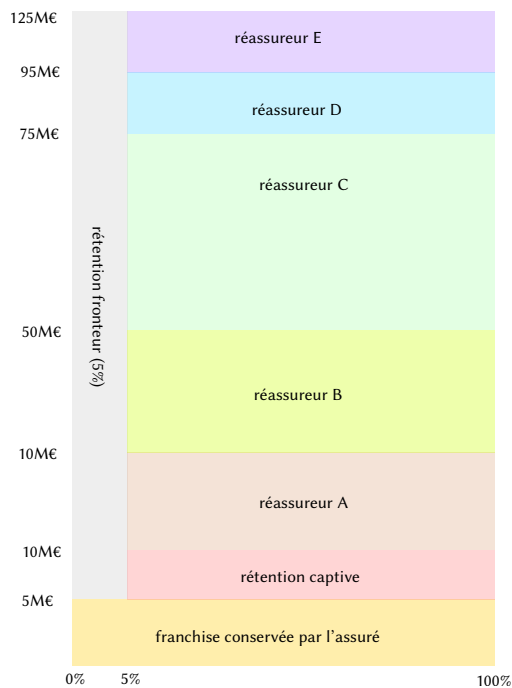 125M€
réassureur E
95M€
réassureur D
75M€
réassureur C
rétention fronteur (5%)
50M€
réassureur B
10M€
réassureur A
10M€
rétention captive
5M€
franchise conservée par l'assuré
0%
5%
100%